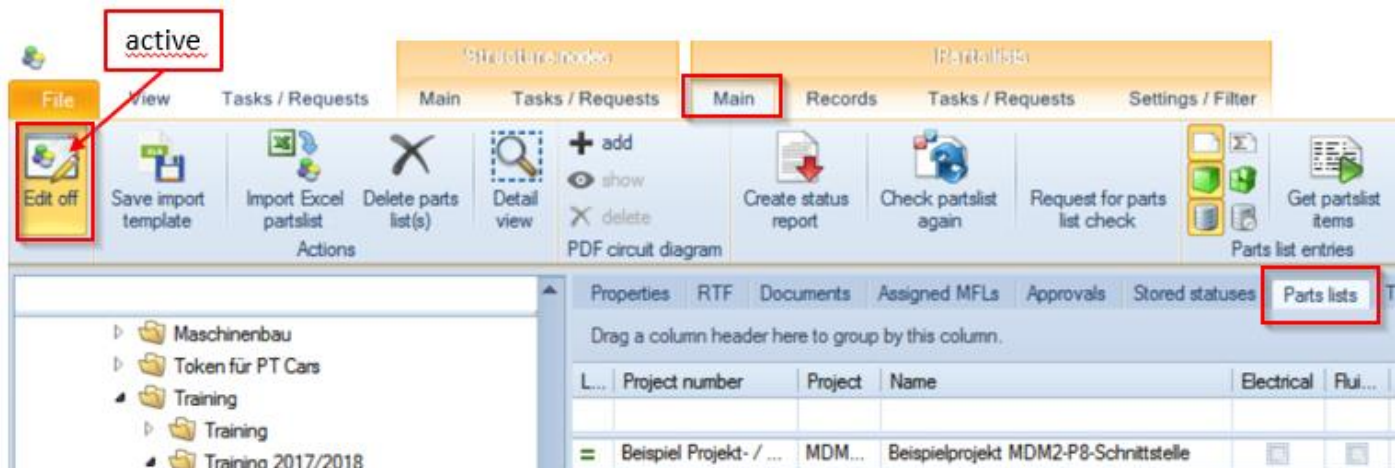 active
Structure nodes
Parts lists
File View Tasks / Requests Main Tasks / Requests Main Records Tasks / Requests Settings / Filter
Edit off
Save import
template
Import Excel
partslist
Delete parts
list(s)
Actions
Detail
view
add
show
delete
PDF circuit diagram
Create status
report
Check partslist
again
Request for parts
list check
Get partslist
items
Parts list entries
Maschinenbau
Token für PT Cars
Training
Training
Training 2017/2018
Properties RTF Documents Assigned MFLs Approvals Stored statuses Parts lists T
Drag a column header here to group by this column.
L... Project number Project Name Electrical Flui...
= Beispiel Projekt- / ... MDM... Beispielprojekt MDM2-P8-Schnittstelle